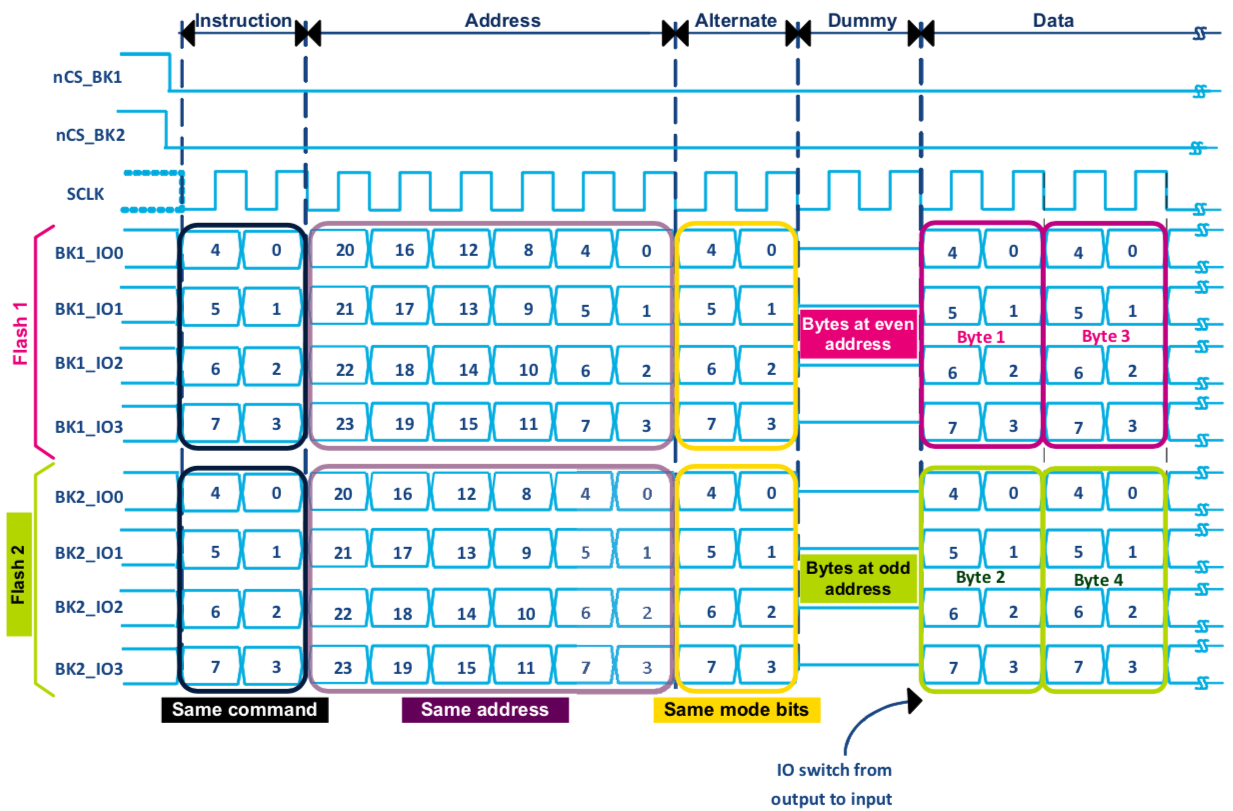 Instruction Address Alternate Dummy Data
nCS_BK1
nCS_BK2
SCLK
Flash 1
BK1_IO0 4 0 20 16 12 8 4 0 4 0 4 0 4 0
BK1_IO1 5 1 21 17 13 9 5 1 5 1 5 1 5 1
Bytes at even
address
Byte 1 Byte 3
BK1_IO2 6 2 22 18 14 10 6 2 6 2 6 2 6 2
BK1_IO3 7 3 23 19 15 11 7 3 7 3 7 3 7 3
Flash 2
BK2_IO0 4 0 20 16 12 8 4 0 4 0 4 0 4 0
BK2_IO1 5 1 21 17 13 9 5 1 5 1 5 1 5 1
Bytes at odd
address
Byte 2 Byte 4
BK2_IO2 6 2 22 18 14 10 6 2 6 2 6 2 6 2
BK2_IO3 7 3 23 19 15 11 7 3 7 3 7 3 7 3
Same command Same address Same mode bits
IO switch from
output to input